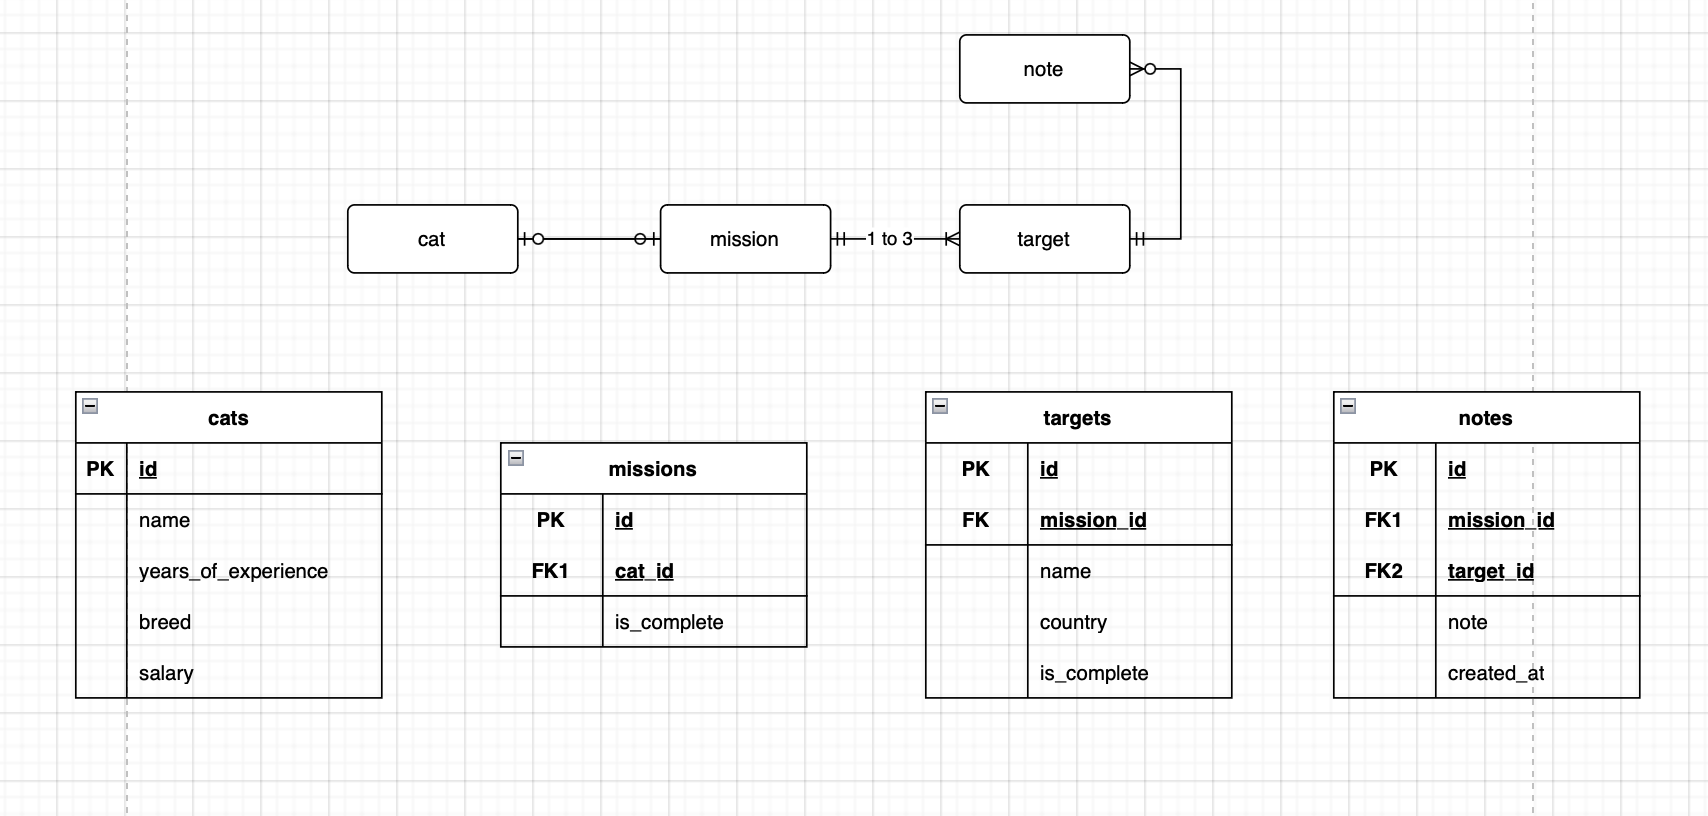 note
cat
mission
1 to 3
target
cats
PK id
name
years_of_experience
breed
salary
missions
PK id
FK1 cat_id
is_complete
targets
PK id
FK mission_id
name
country
is_complete
notes
PK id
FK1 mission_id
FK2 target_id
note
created_at